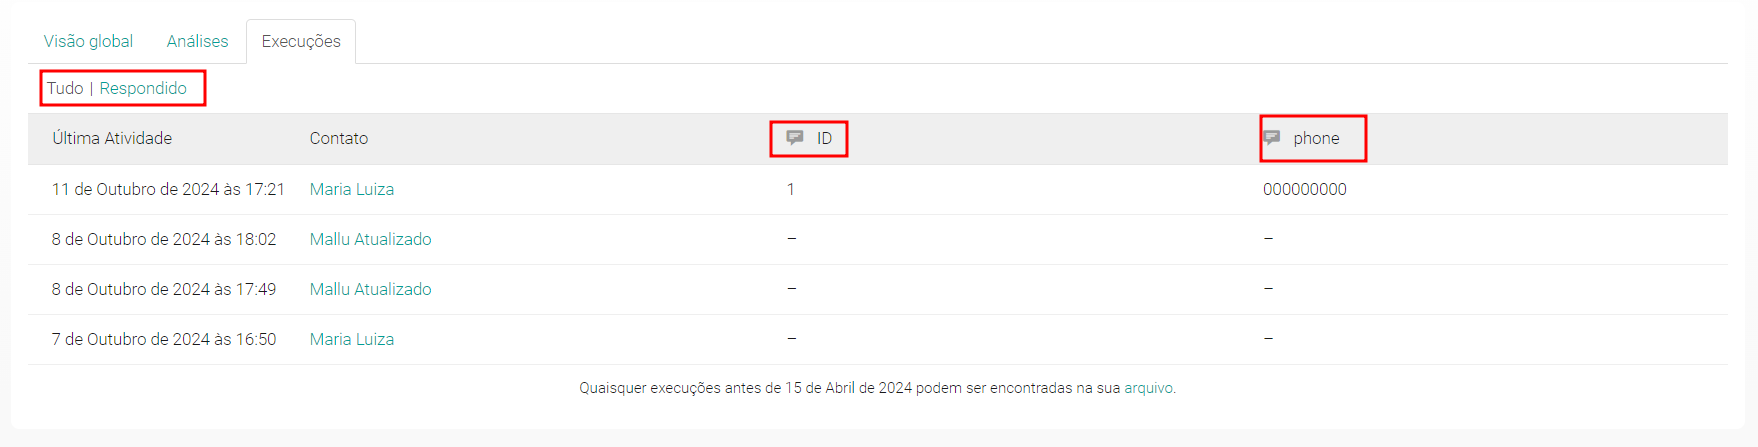 Visão global Análises Execuções
Tudo | Respondido
Última Atividade Contato ID phone
11 de Outubro de 2024 às 17:21 Maria Luiza 1 000000000
8 de Outubro de 2024 às 18:02 Mallu Atualizado – –
8 de Outubro de 2024 às 17:49 Mallu Atualizado – –
7 de Outubro de 2024 às 16:50 Maria Luiza – –
Quaisquer execuções antes de 15 de Abril de 2024 podem ser encontradas na sua arquivo.